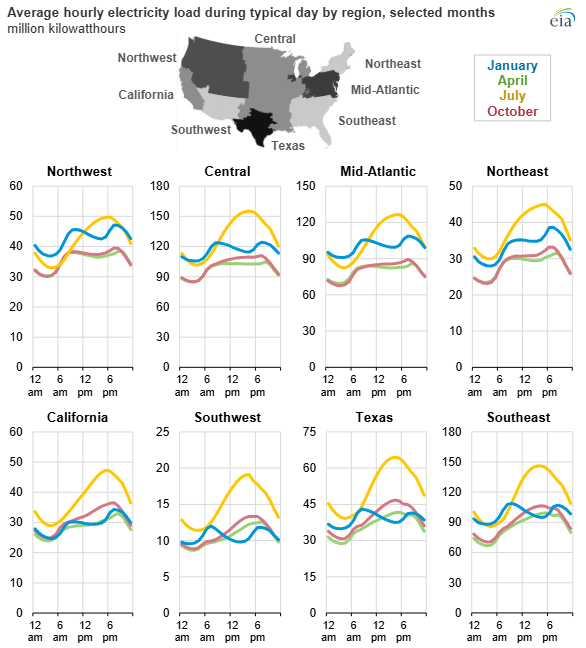 Average hourly electricity load during typical day by region, selected months
million kilowatthours
eia
Central
Northwest
Northeast
California
Mid-Atlantic
Southwest
Southeast
Texas
January
April
July
October
Northwest
60
50
40
30
20
10
0
12 am
6 am
12 pm
6 pm
Central
180
150
120
90
60
30
0
12 am
6 am
12 pm
6 pm
Mid-Atlantic
150
120
90
60
30
0
12 am
6 am
12 pm
6 pm
Northeast
50
40
30
20
10
0
12 am
6 am
12 pm
6 pm
California
60
50
40
30
20
10
0
12 am
6 am
12 pm
6 pm
Southwest
25
20
15
10
5
0
12 am
6 am
12 pm
6 pm
Texas
75
60
45
30
15
0
12 am
6 am
12 pm
6 pm
Southeast
180
150
120
90
60
30
0
12 am
6 am
12 pm
6 pm